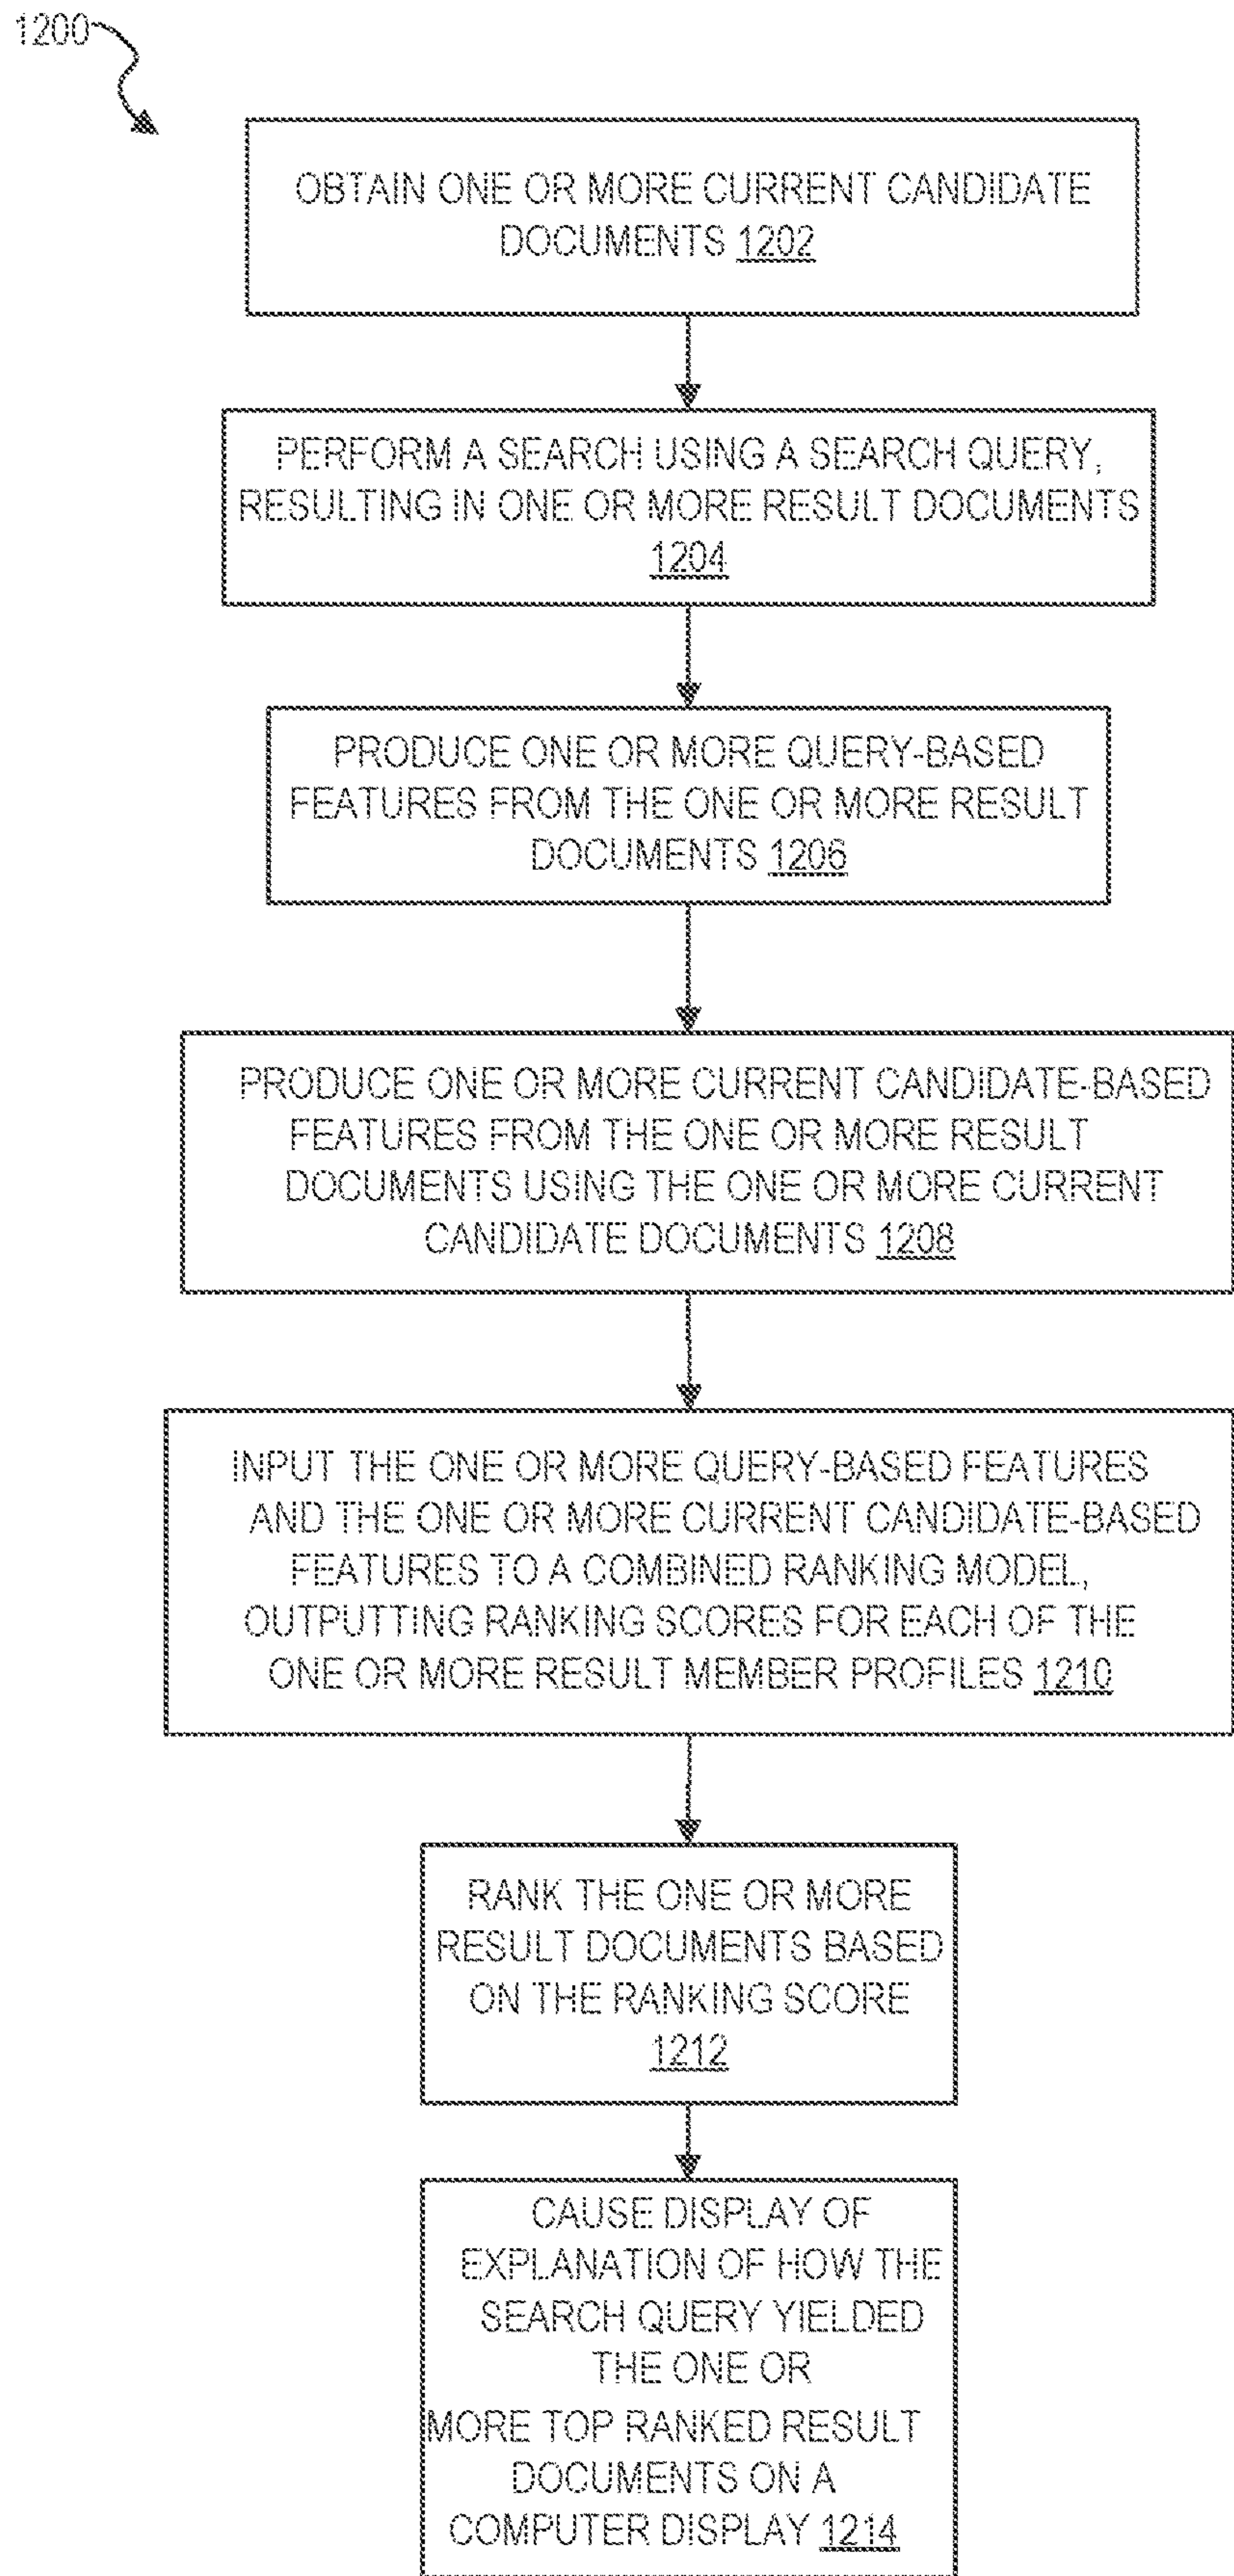 1200
OBTAIN ONE OR MORE CURRENT CANDIDATE
DOCUMENTS 1202
PERFORM A SEARCH USING A SEARCH QUERY,
RESULTING IN ONE OR MORE RESULT DOCUMENTS
1204
PRODUCE ONE OR MORE QUERY-BASED
FEATURES FROM THE ONE OR MORE RESULT
DOCUMENTS 1206
PRODUCE ONE OR MORE CURRENT CANDIDATE-BASED
FEATURES FROM THE ONE OR MORE RESULT
DOCUMENTS USING THE ONE OR MORE CURRENT
CANDIDATE DOCUMENTS 1208
INPUT THE ONE OR MORE QUERY-BASED FEATURES
AND THE ONE OR MORE CURRENT CANDIDATE-BASED
FEATURES TO A COMBINED RANKING MODEL,
OUTPUTTING RANKING SCORES FOR EACH OF THE
ONE OR MORE RESULT MEMBER PROFILES 1210
RANK THE ONE OR MORE
RESULT DOCUMENTS BASED
ON THE RANKING SCORE
1212
CAUSE DISPLAY OF
EXPLANATION OF HOW THE
SEARCH QUERY YIELDED
THE ONE OR
MORE TOP RANKED RESULT
DOCUMENTS ON A
COMPUTER DISPLAY 1214